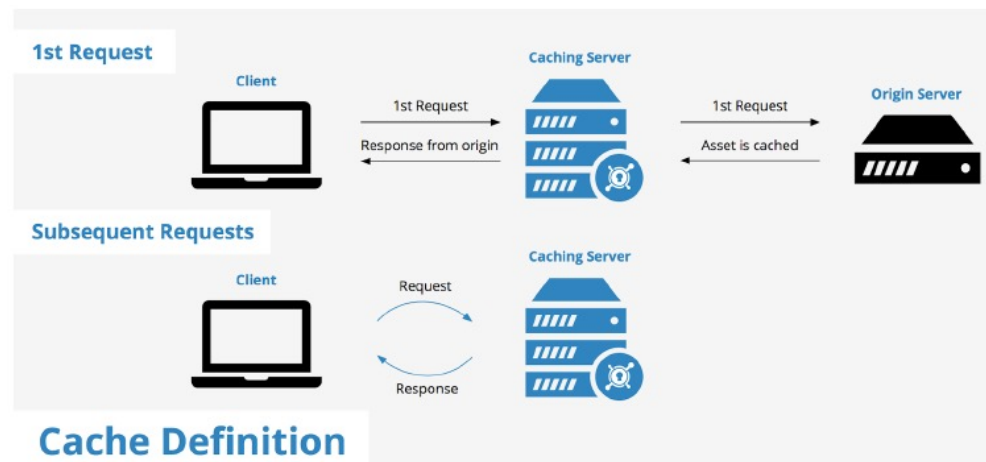 1st Request
Client
Caching Server
Origin Server
1st Request
Response from origin
1st Request
Asset is cached
Subsequent Requests
Client
Caching Server
Request
Response
Cache Definition